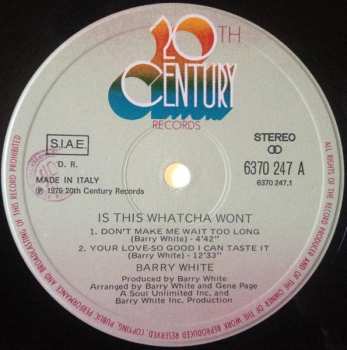 20TH
CENTURY
RECORDS
S.I.A.E.
D. R.
MADE IN ITALY
℗ 1976 20th Century Records
STEREO
6370 247 A
6370 247.1
IS THIS WHATCHA WONT
1. DON'T MAKE ME WAIT TOO LONG
(Barry White) - 4'42"
2. YOUR LOVE-SO GOOD I CAN TASTE IT
(Barry White) - 12'33"
BARRY WHITE
Produced by Barry White
Arranged by Barry White and Gene Page
A Soul Unlimited Inc. and
Barry White Inc. Production
ALL RIGHTS OF THE RECORD PRODUCER AND OF THE OWNER OF THE WORK REPRODUCED RESERVED. COPYING, PUBLIC PERFORMANCE AND BROADCASTING OF THIS RECORD PROHIBITED